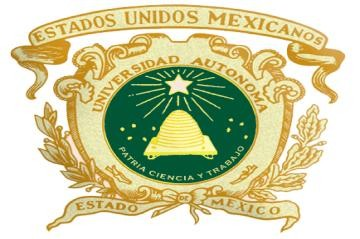 ESTADOS UNIDOS MEXICANOS
UNIVERSIDAD AUTONOMA
PATRIA CIENCIA Y TRABAJO
ESTADO DE MEXICO